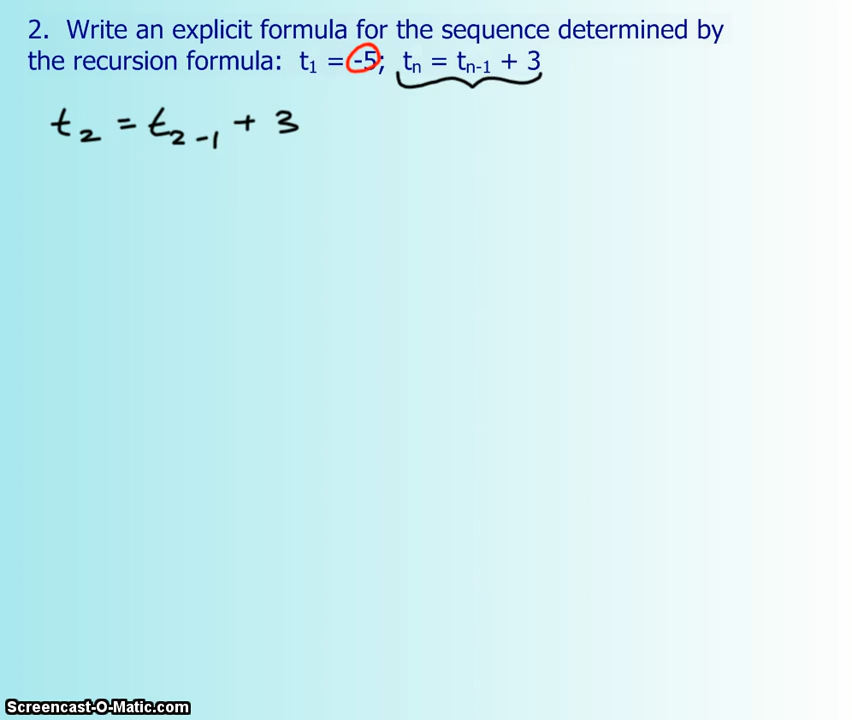 2. Write an explicit formula for the sequence determined by
the recursion formula: t₁ = -5; tₙ = tₙ₋₁ + 3
t₂ = t₂₋₁ + 3
Screencast-O-Matic.com